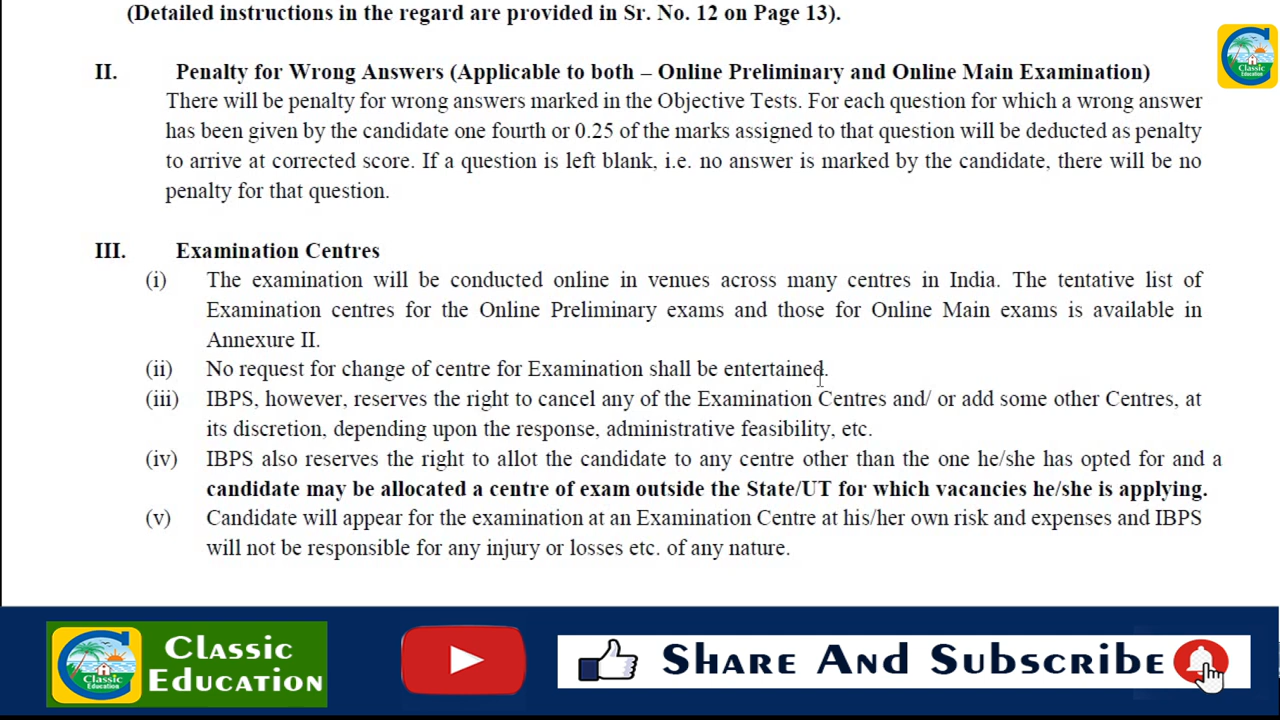 (Detailed instructions in the regard are provided in Sr. No. 12 on Page 13).
II. Penalty for Wrong Answers (Applicable to both – Online Preliminary and Online Main Examination)
There will be penalty for wrong answers marked in the Objective Tests. For each question for which a wrong answer
has been given by the candidate one fourth or 0.25 of the marks assigned to that question will be deducted as penalty
to arrive at corrected score. If a question is left blank, i.e. no answer is marked by the candidate, there will be no
penalty for that question.
III. Examination Centres
(i) The examination will be conducted online in venues across many centres in India. The tentative list of
Examination centres for the Online Preliminary exams and those for Online Main exams is available in
Annexure II.
(ii) No request for change of centre for Examination shall be entertained.
(iii) IBPS, however, reserves the right to cancel any of the Examination Centres and/ or add some other Centres, at
its discretion, depending upon the response, administrative feasibility, etc.
(iv) IBPS also reserves the right to allot the candidate to any centre other than the one he/she has opted for and a
candidate may be allocated a centre of exam outside the State/UT for which vacancies he/she is applying.
(v) Candidate will appear for the examination at an Examination Centre at his/her own risk and expenses and IBPS
will not be responsible for any injury or losses etc. of any nature.
Classic
Education
Classic
Education
Classic
Education
Share And Subscribe